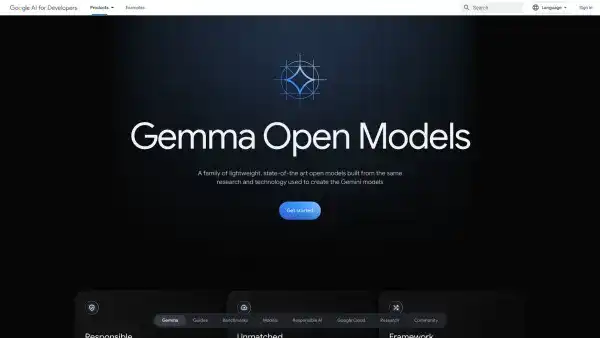 Google AI for Developers Products Examples Search Language Sign in
Gemma Open Models
A family of lightweight, state-of-the art open models built from the same
research and technology used to create the Gemini models
Get started
Gemma Guides Benchmarks Models Responsible AI Google Cloud Research Community
Responsible Unmatched Framework